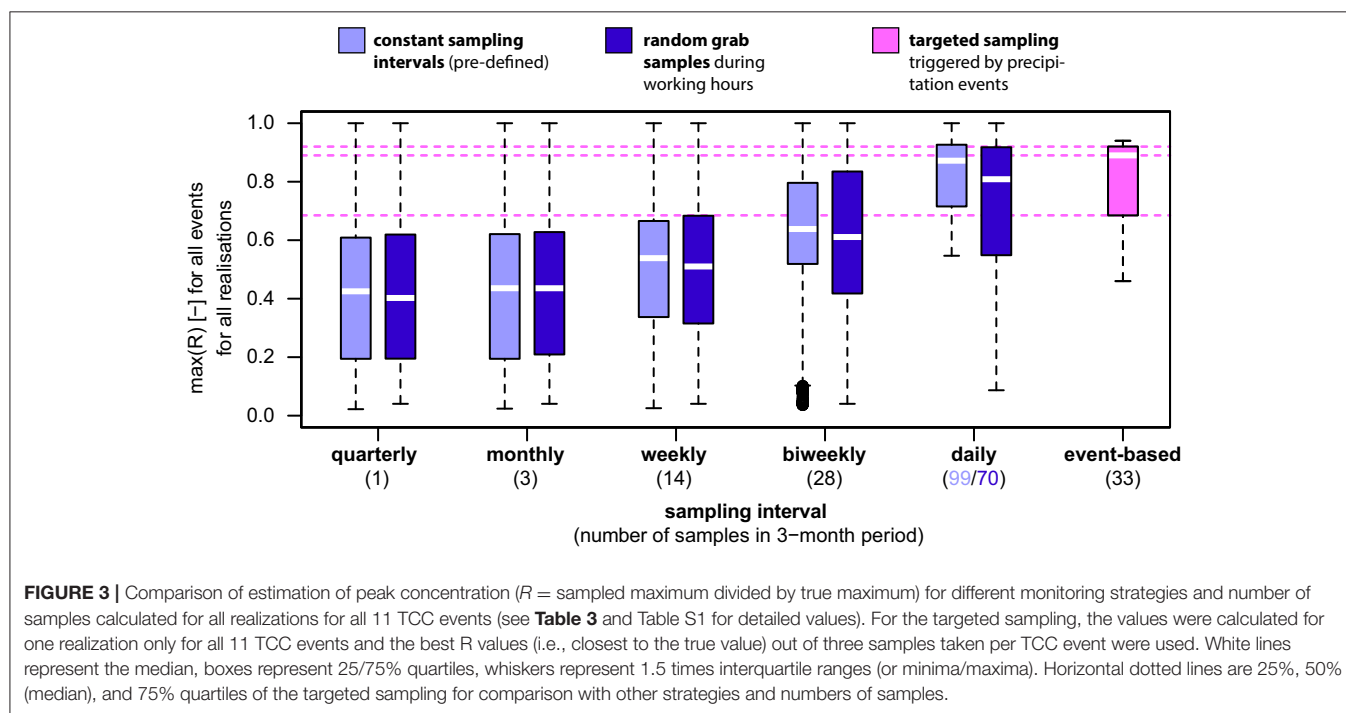 constant sampling
intervals (pre-defined)
random grab
samples during
working hours
targeted sampling
triggered by precipi-
tation events
max(R) [−] for all events
for all realisations
1.0
0.8
0.6
0.4
0.2
0.0
quarterly
(1)
monthly
(3)
weekly
(14)
biweekly
(28)
daily
(99/70)
event-based
(33)
sampling interval
(number of samples in 3−month period)
FIGURE 3 | Comparison of estimation of peak concentration (R = sampled maximum divided by true maximum) for different monitoring strategies and number of
samples calculated for all realizations for all 11 TCC events (see Table 3 and Table S1 for detailed values). For the targeted sampling, the values were calculated for
one realization only for all 11 TCC events and the best R values (i.e., closest to the true value) out of three samples taken per TCC event were used. White lines
represent the median, boxes represent 25/75% quartiles, whiskers represent 1.5 times interquartile ranges (or minima/maxima). Horizontal dotted lines are 25%, 50%
(median), and 75% quartiles of the targeted sampling for comparison with other strategies and numbers of samples.